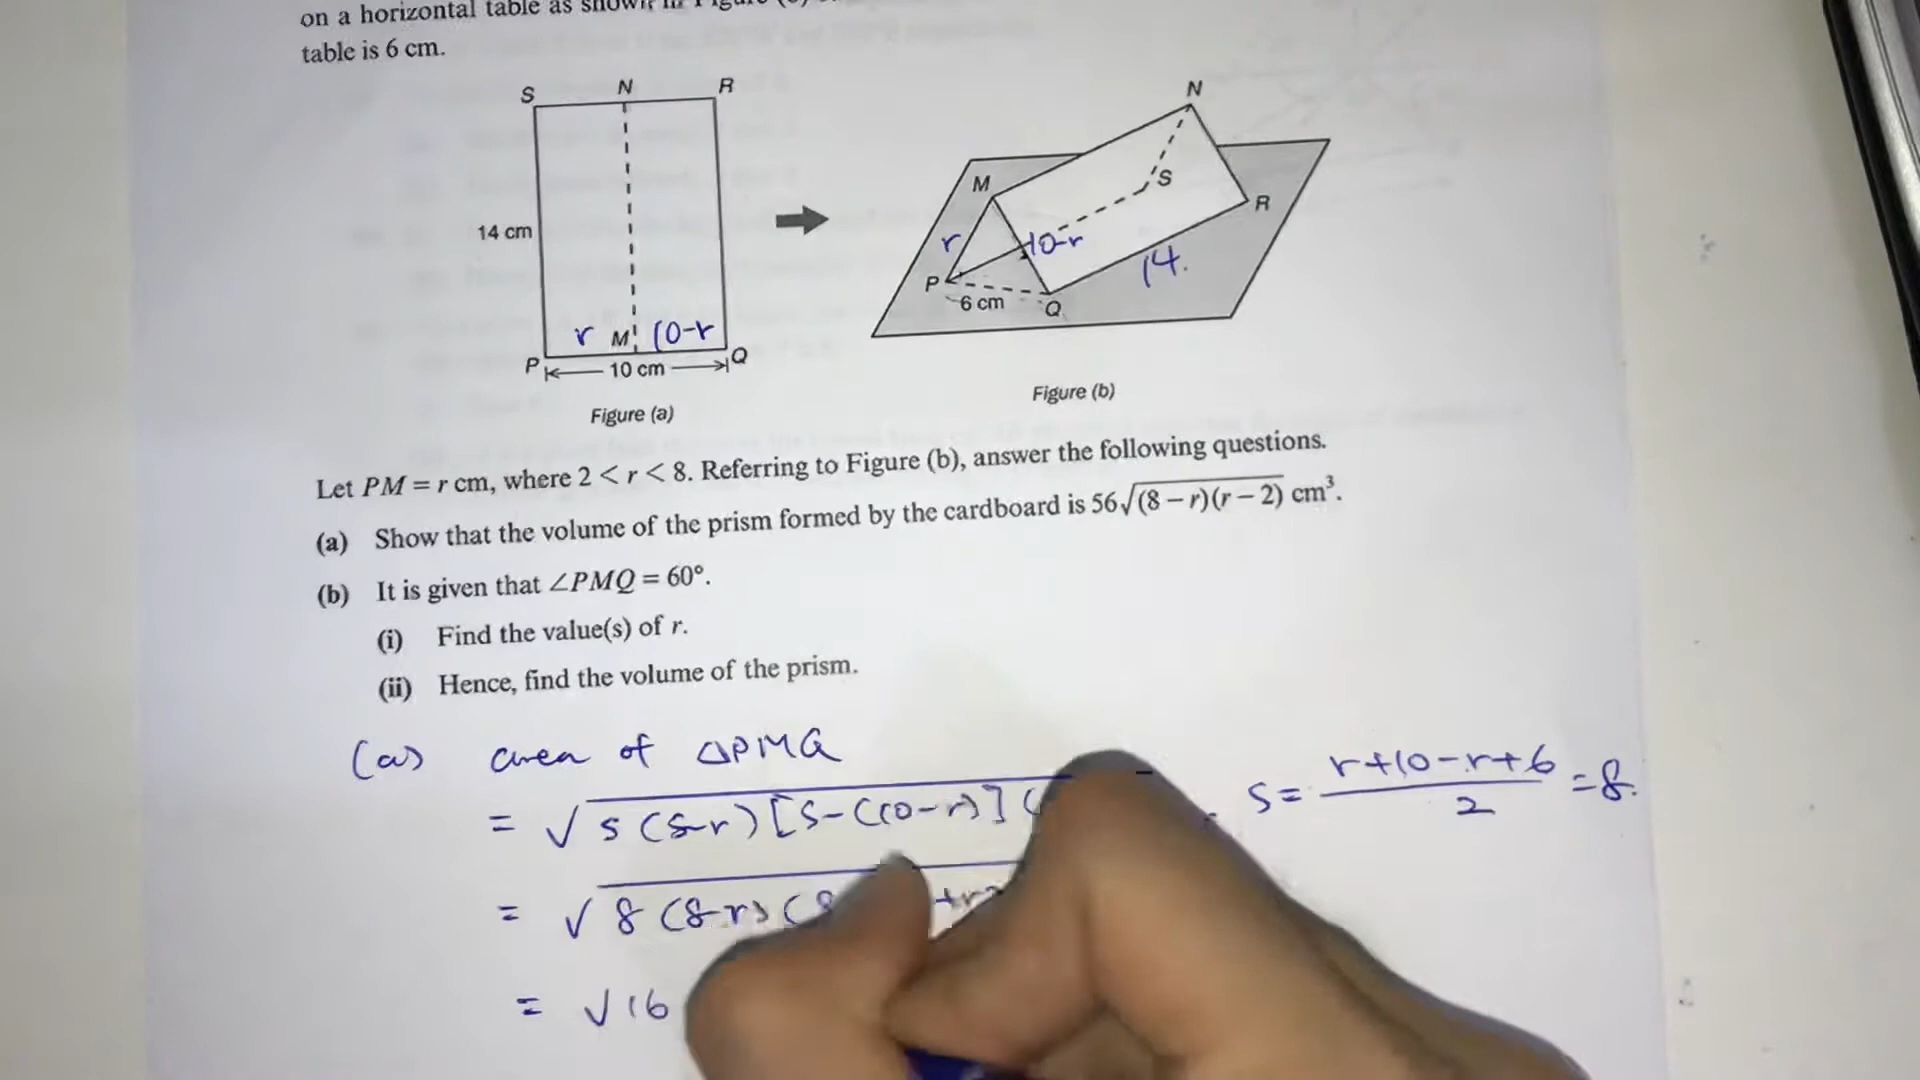 on a horizontal table as shown in Figure
table is 6 cm.
S N R
14 cm
r M 10-r
P 10 cm Q
Figure (a)
N
M S
R
r 10-r
14.
P 6 cm Q
Figure (b)
Let PM = r cm, where 2 < r < 8. Referring to Figure (b), answer the following questions.
(a) Show that the volume of the prism formed by the cardboard is 56√(8 – r)(r – 2) cm³.
(b) It is given that ∠PMQ = 60°.
(i) Find the value(s) of r.
(ii) Hence, find the volume of the prism.
(a) area of ΔPMQ
= √s(s-r)[s-(10-r)](
s = r+10-r+6 / 2 = 8.
= √8(8-r)(8 +r)
= √16